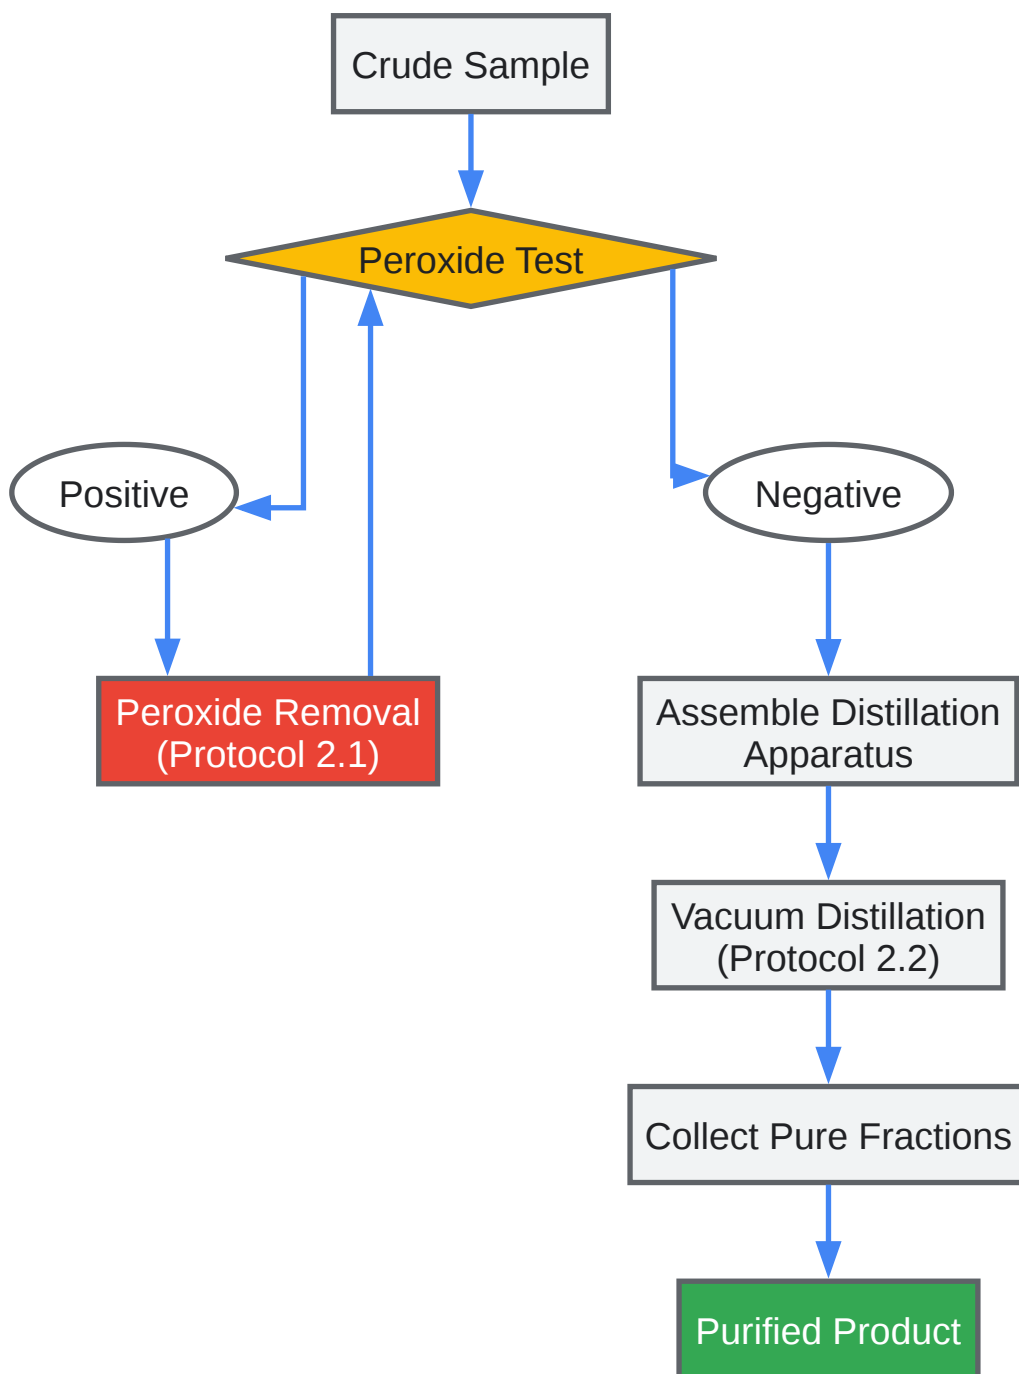 Crude Sample
Peroxide Test
Positive
Negative
Peroxide Removal
(Protocol 2.1)
Assemble Distillation
Apparatus
Vacuum Distillation
(Protocol 2.2)
Collect Pure Fractions
Purified Product